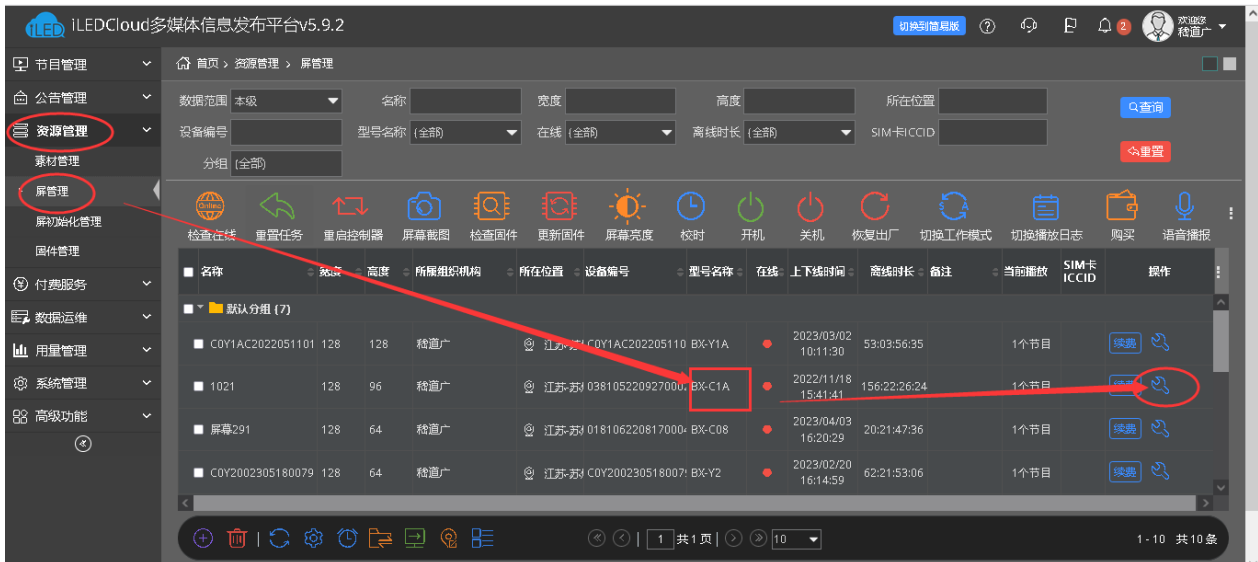 iLED iLEDCloud多媒体信息发布平台v5.9.2 切换到简易版 2 欢迎您
嵇道广
节目管理 首页 > 资源管理 > 屏管理
公告管理 数据范围 本级 名称 宽度 高度 所在位置 查询
资源管理 设备编号 型号名称 (全部) 在线 (全部) 离线时长 (全部) SIM卡ICCID
素材管理 分组 (全部) 重置
屏管理
屏初始化管理
固件管理
付费服务
数据运维
用量管理
系统管理
高级功能
Online
检查在线 重置任务 重启控制器 屏幕截图 检查固件 更新固件 屏幕亮度 校时 开机 关机 恢复出厂 切换工作模式 切换播放日志 购买 语音播报
名称 宽度 高度 所属组织机构 所在位置 设备编号 型号名称 在线 上下线时间 离线时长 备注 当前播放 SIM卡
ICCID 操作
默认分组 (7)
C0Y1AC2022051101 128 128 嵇道广 C0Y1AC202205110 BX-Y1A 2023/03/02
10:11:30 53:03:56:35 1个节目 续费
1021 128 96 嵇道广 江苏-苏 BX-C1A 2022/11/18
15:41:41 156:22:26:24 1个节目
屏幕291 128 64 嵇道广 江苏-苏 BX-C08 2023/04/03
16:20:29 20:21:47:36 1个节目 续费
C0Y2002305180079 128 64 嵇道广 江苏-苏 BX-Y2 2023/02/20
16:14:59 62:21:53:06 1个节目 续费
1 共1页 10 1-10 共10条